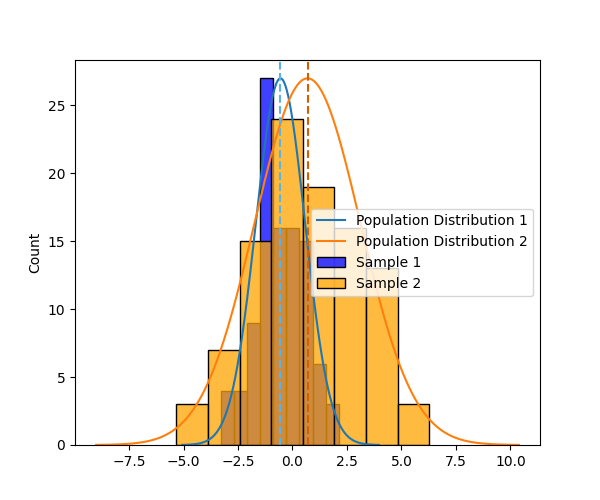 Count
25
20
15
10
5
0
Population Distribution 1
Population Distribution 2
Sample 1
Sample 2
−7.5 −5.0 −2.5 0.0 2.5 5.0 7.5 10.0